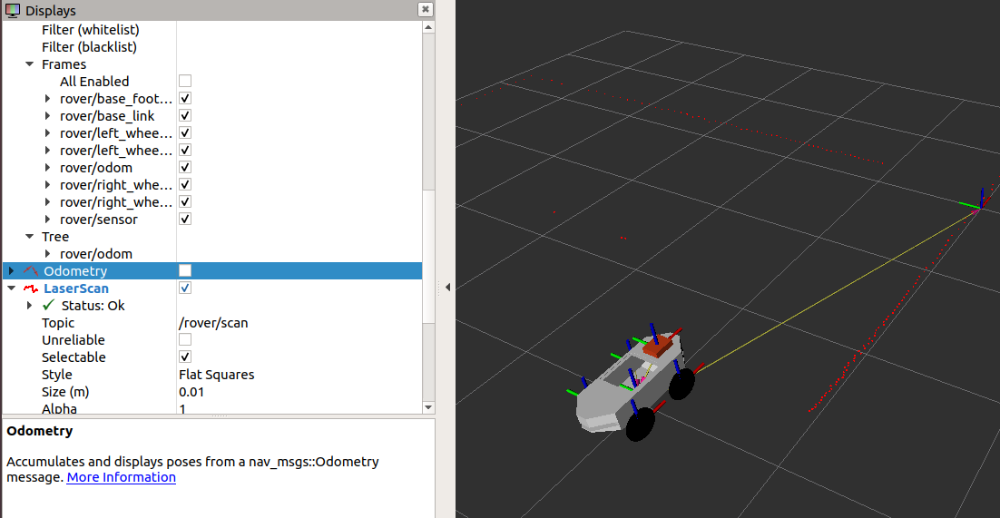 Displays
Filter (whitelist)
Filter (blacklist)
Frames
All Enabled
rover/base_foot...
rover/base_link
rover/left_whee...
rover/left_whee...
rover/odom
rover/right_whe...
rover/right_whe...
rover/sensor
Tree
rover/odom
Odometry
LaserScan
Status: Ok
Topic /rover/scan
Unreliable
Selectable
Style Flat Squares
Size (m) 0.01
Alpha 1
Odometry
Accumulates and displays poses from a nav_msgs::Odometry
message. More Information